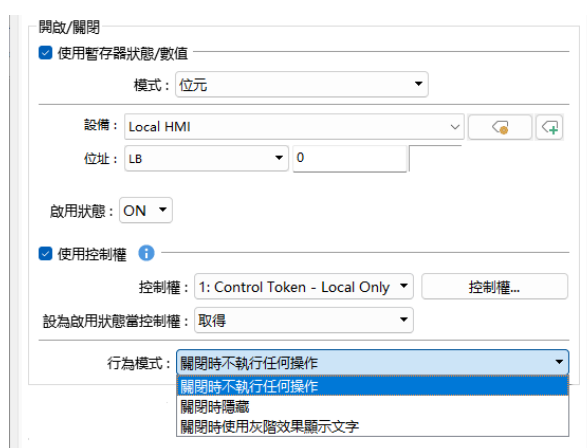 開啟/關閉
使用暫存器狀態/數值
模式： 位元
設備： Local HMI
位址： LB 0
啟用狀態： ON
使用控制權
控制權： 1: Control Token - Local Only 控制權...
設為啟用狀態當控制權： 取得
行為模式： 關閉時不執行任何操作
關閉時不執行任何操作
關閉時隱藏
關閉時使用灰階效果顯示文字